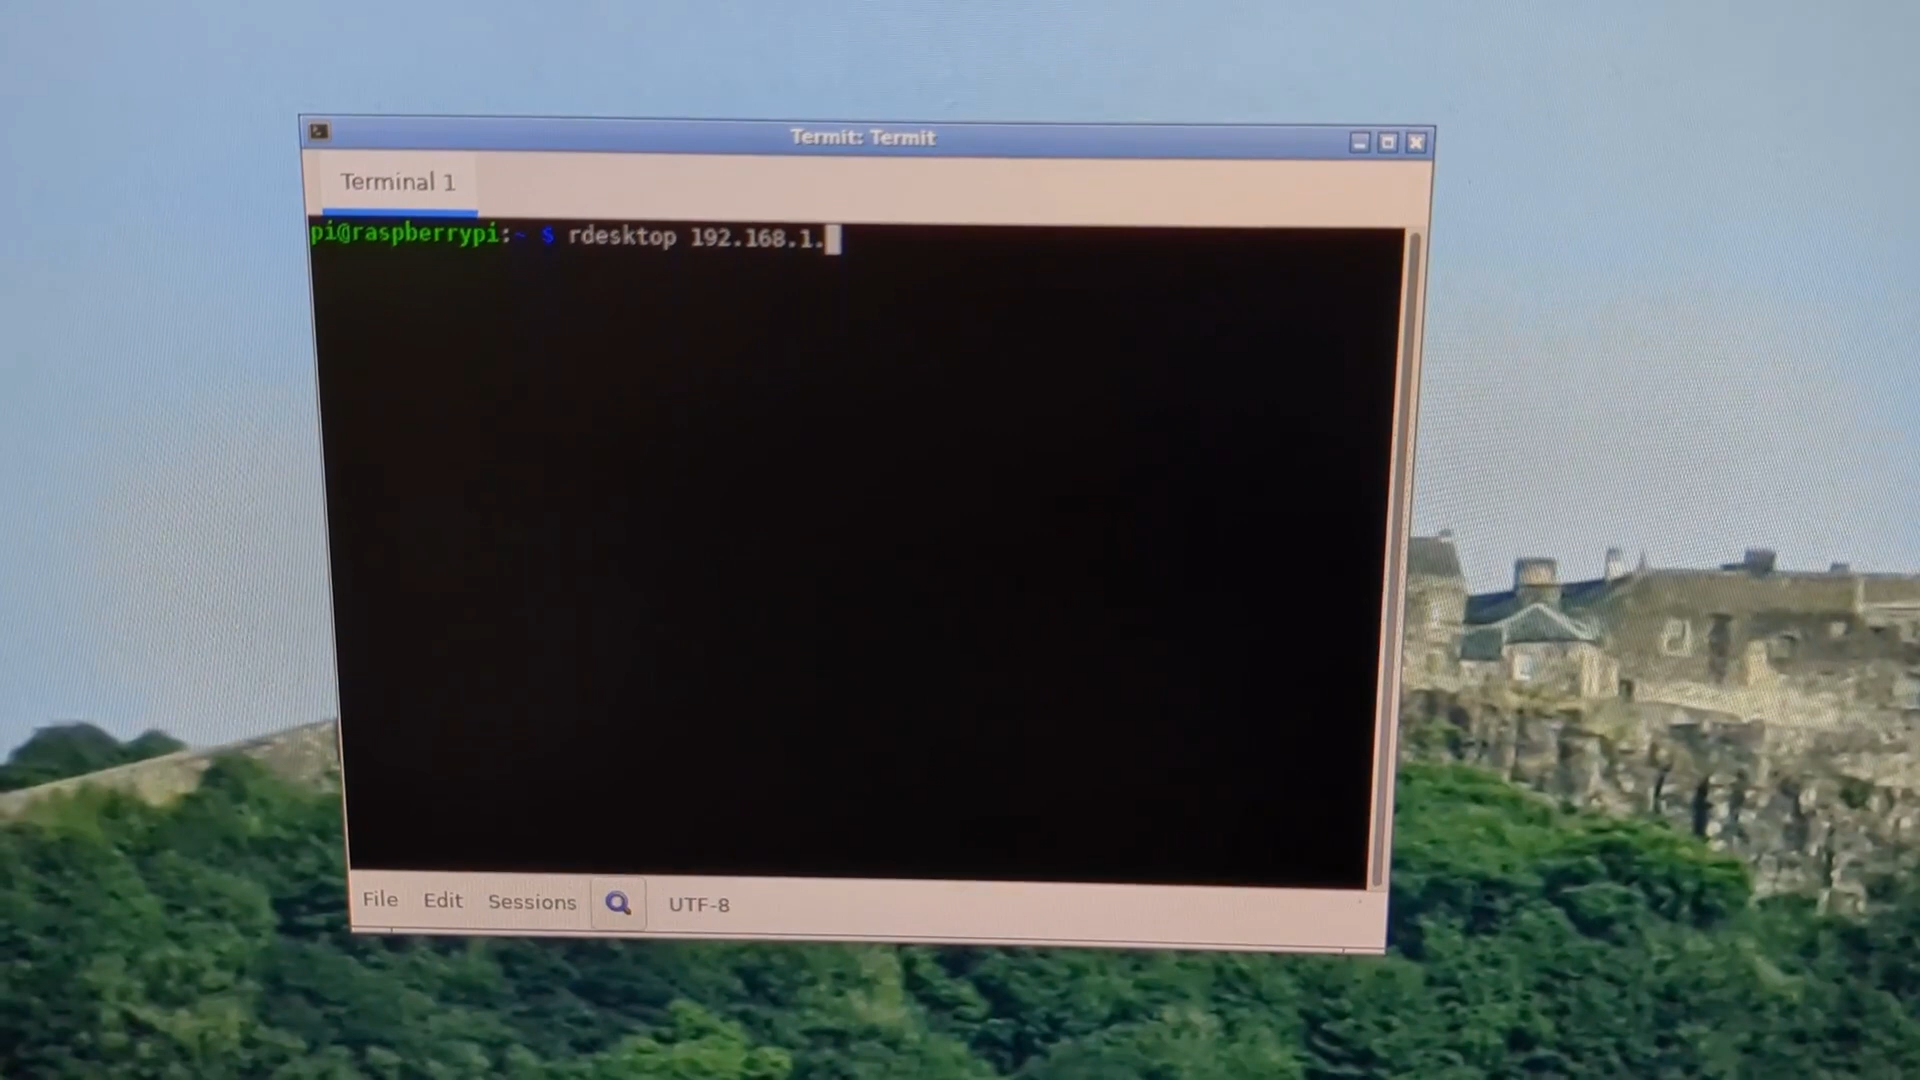 Termit: Termit
Terminal 1
pi@raspberrypi:~ $ rdesktop 192.168.1.
File Edit Sessions UTF-8